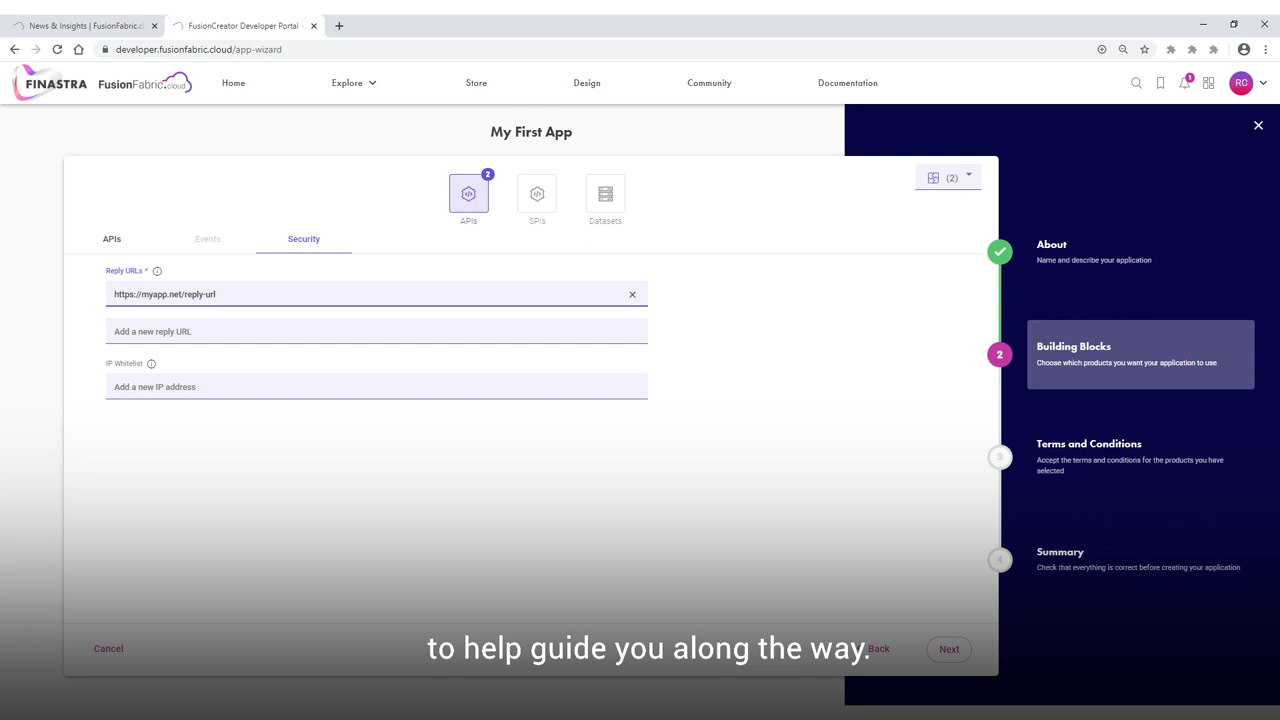 News & Insights | FusionFabric.cl
FusionCreator Developer Portal -
developer.fusionfabric.cloud/app-wizard
FINASTRA
FusionFabric.cloud
Home
Explore
Store
Design
Community
Documentation
1
RC
My First App
2
(2)
APIs
SPIs
Datasets
APIs
Events
Security
Reply URLs *
https://myapp.net/reply-url
Add a new reply URL
IP Whitelist
Add a new IP address
About
Name and describe your application
2
Building Blocks
Choose which products you want your application to use
3
Terms and Conditions
Accept the terms and conditions for the products you have
selected
4
Summary
Check that everything is correct before creating your application
Cancel
Back
Next
to help guide you along the way.